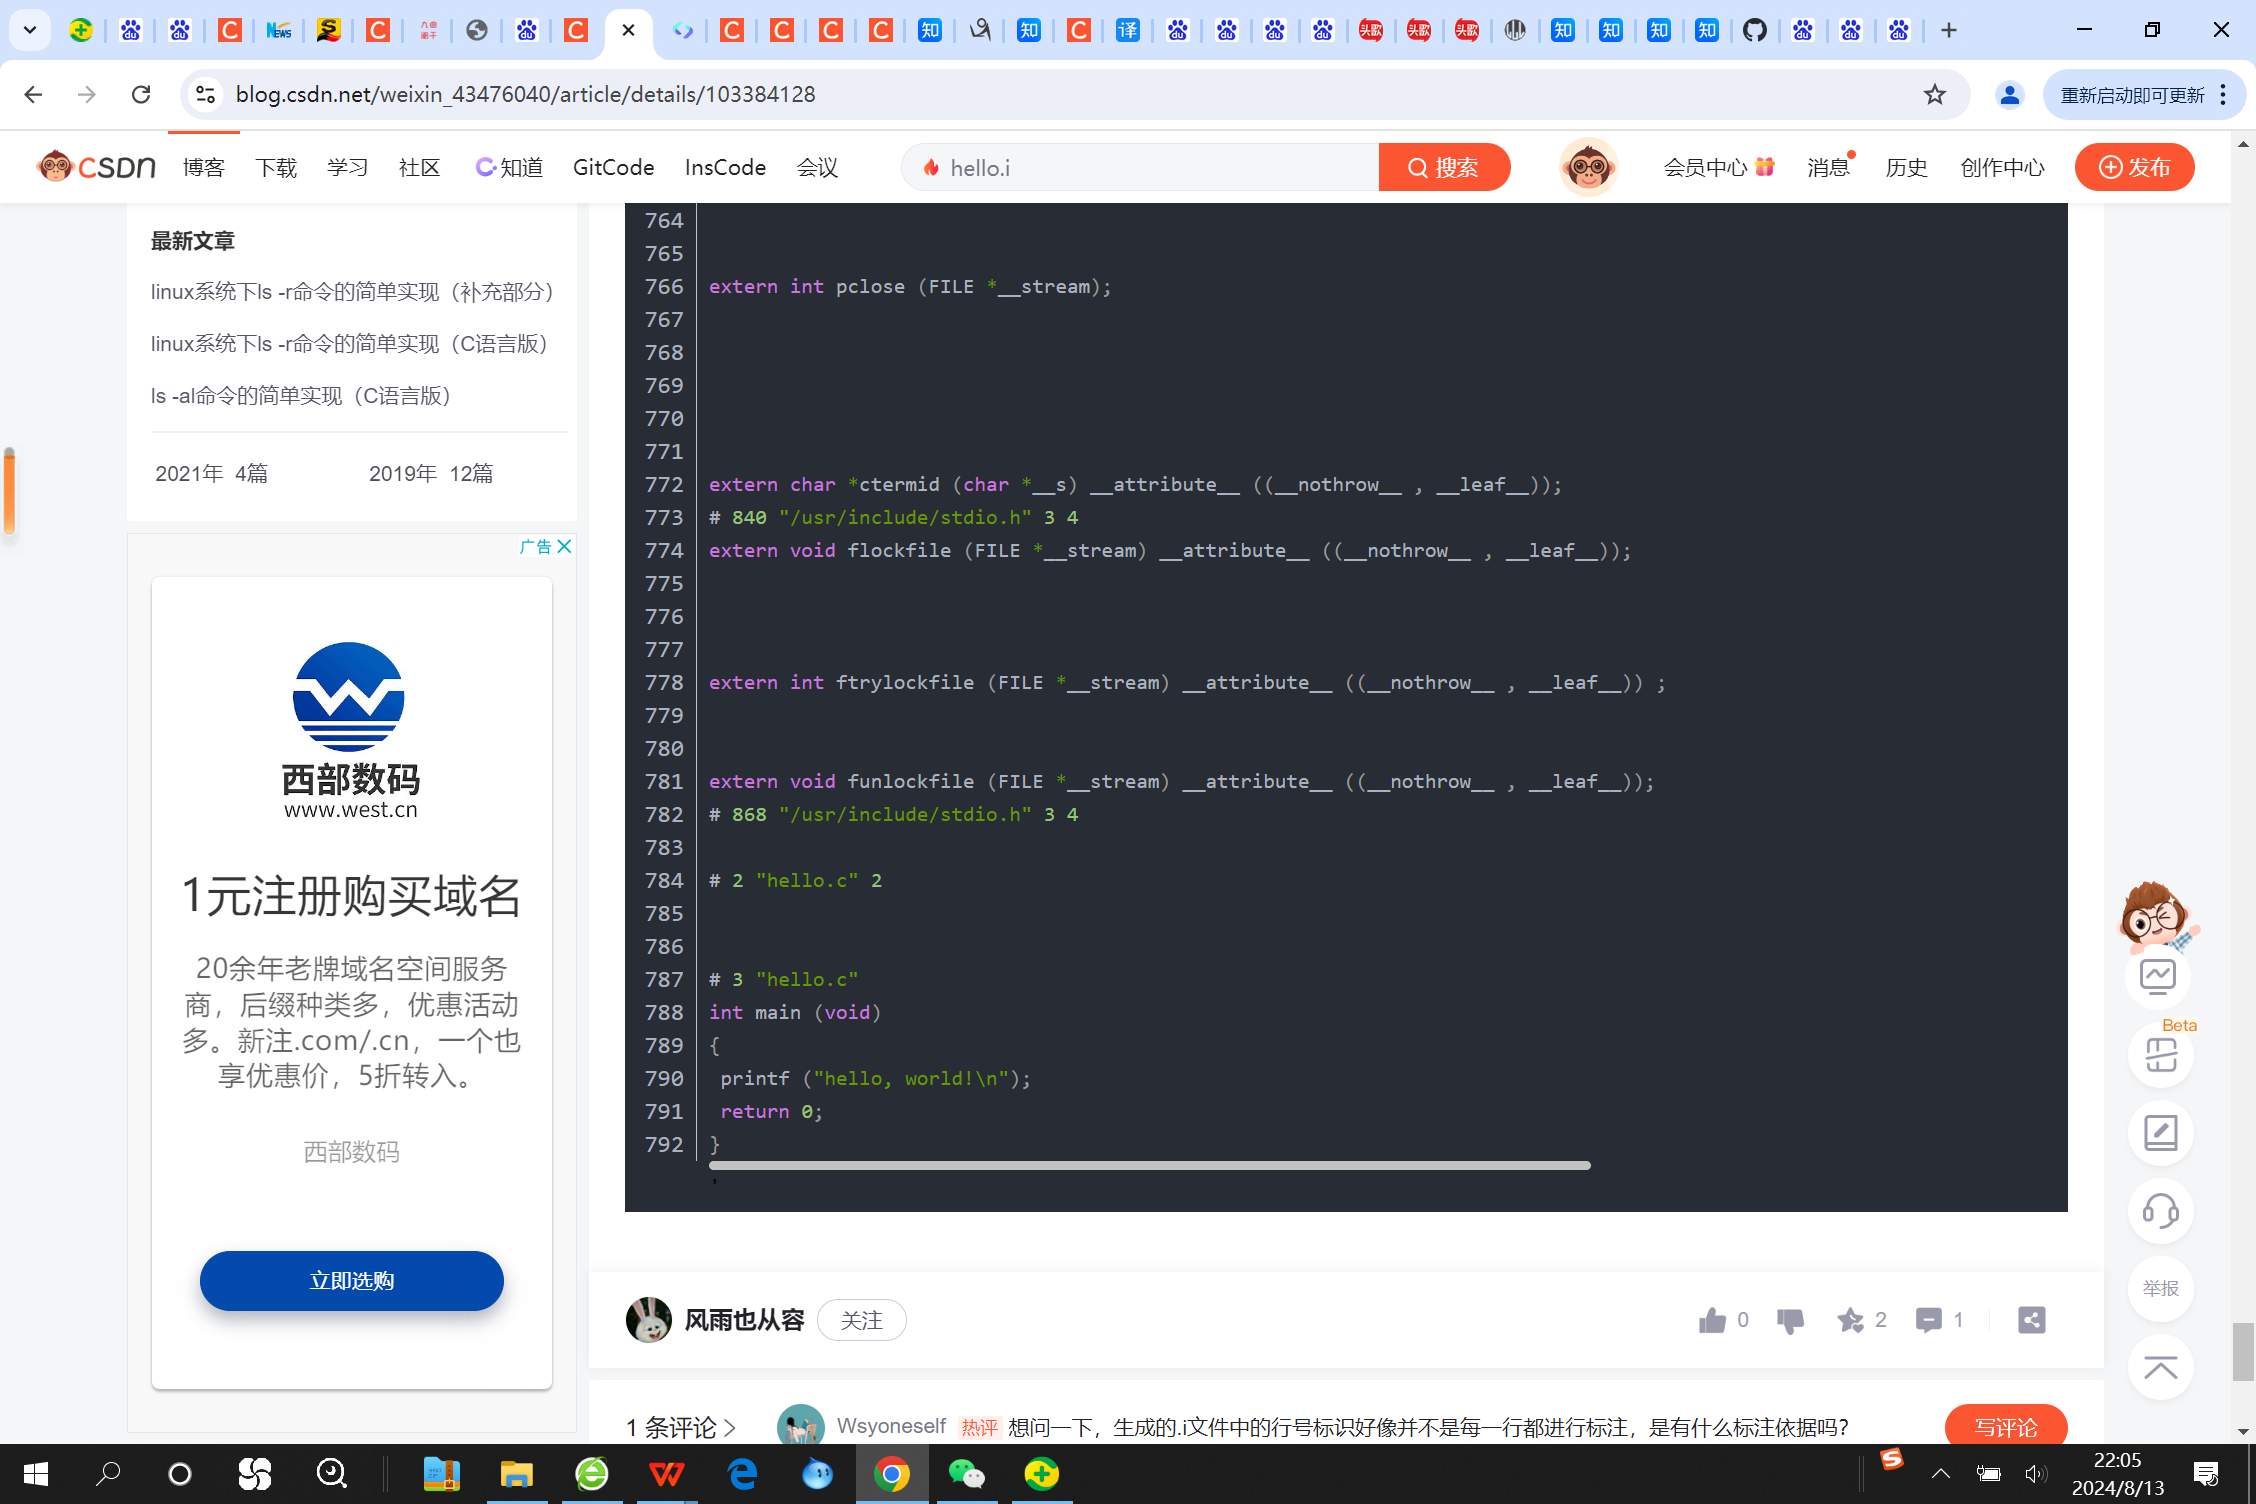 blog.csdn.net/weixin_43476040/article/details/103384128
重新启动即可更新
CSDN 博客 下载 学习 社区 知道 GitCode InsCode 会议 hello.i 搜索 会员中心 消息 历史 创作中心 发布
最新文章
linux系统下ls -r命令的简单实现（补充部分）
linux系统下ls -r命令的简单实现（C语言版）
ls -al命令的简单实现（C语言版）
2021年 4篇 2019年 12篇
广告
西部数码
www.west.cn
1元注册购买域名
20余年老牌域名空间服务
商，后缀种类多，优惠活动
多。新注.com/.cn，一个也
享优惠价，5折转入。
西部数码
立即选购
764
765
766 extern int pclose (FILE *__stream);
767
768
769
770
771
772 extern char *ctermid (char *__s) __attribute__ ((__nothrow__ , __leaf__));
773 # 840 "/usr/include/stdio.h" 3 4
774 extern void flockfile (FILE *__stream) __attribute__ ((__nothrow__ , __leaf__));
775
776
777
778 extern int ftrylockfile (FILE *__stream) __attribute__ ((__nothrow__ , __leaf__)) ;
779
780
781 extern void funlockfile (FILE *__stream) __attribute__ ((__nothrow__ , __leaf__));
782 # 868 "/usr/include/stdio.h" 3 4
783
784 # 2 "hello.c" 2
785
786
787 # 3 "hello.c"
788 int main (void)
789 {
790 printf ("hello, world!\n");
791 return 0;
792 }
Beta
举报
风雨也从容 关注 0 2 1
1 条评论 Wsyoneself 热评 想问一下，生成的.i文件中的行号标识好像并不是每一行都进行标注，是有什么标注依据吗？ 写评论
22:05
2024/8/13